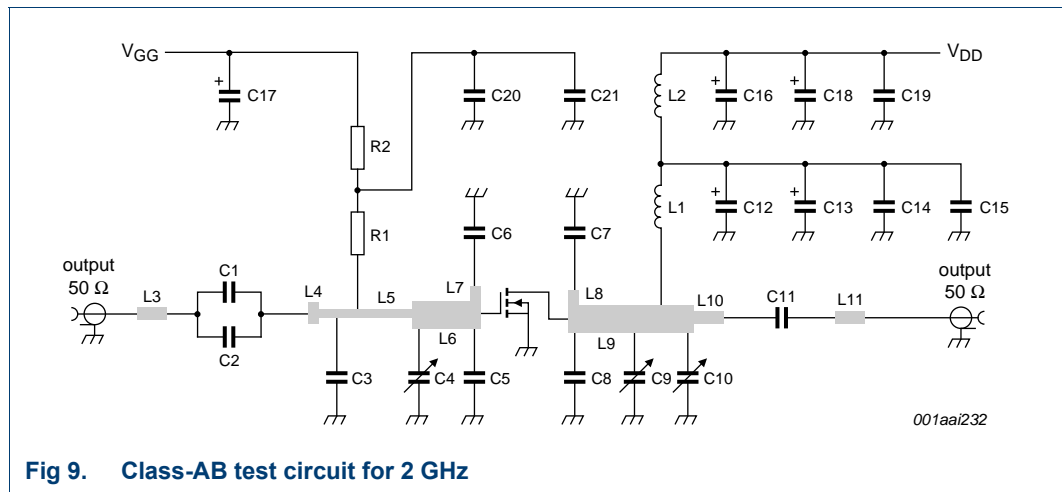 V_GG
V_DD
+
C17
C20
C21
L2
+
C16
+
C18
C19
R2
L1
+
C12
+
C13
C14
C15
R1
C6
C7
output
50 Ω
L3
C1
C2
L4
L5
L7
L6
L8
L9
L10
C11
L11
output
50 Ω
C3
C4
C5
C8
C9
C10
001aai232
Fig 9. Class-AB test circuit for 2 GHz